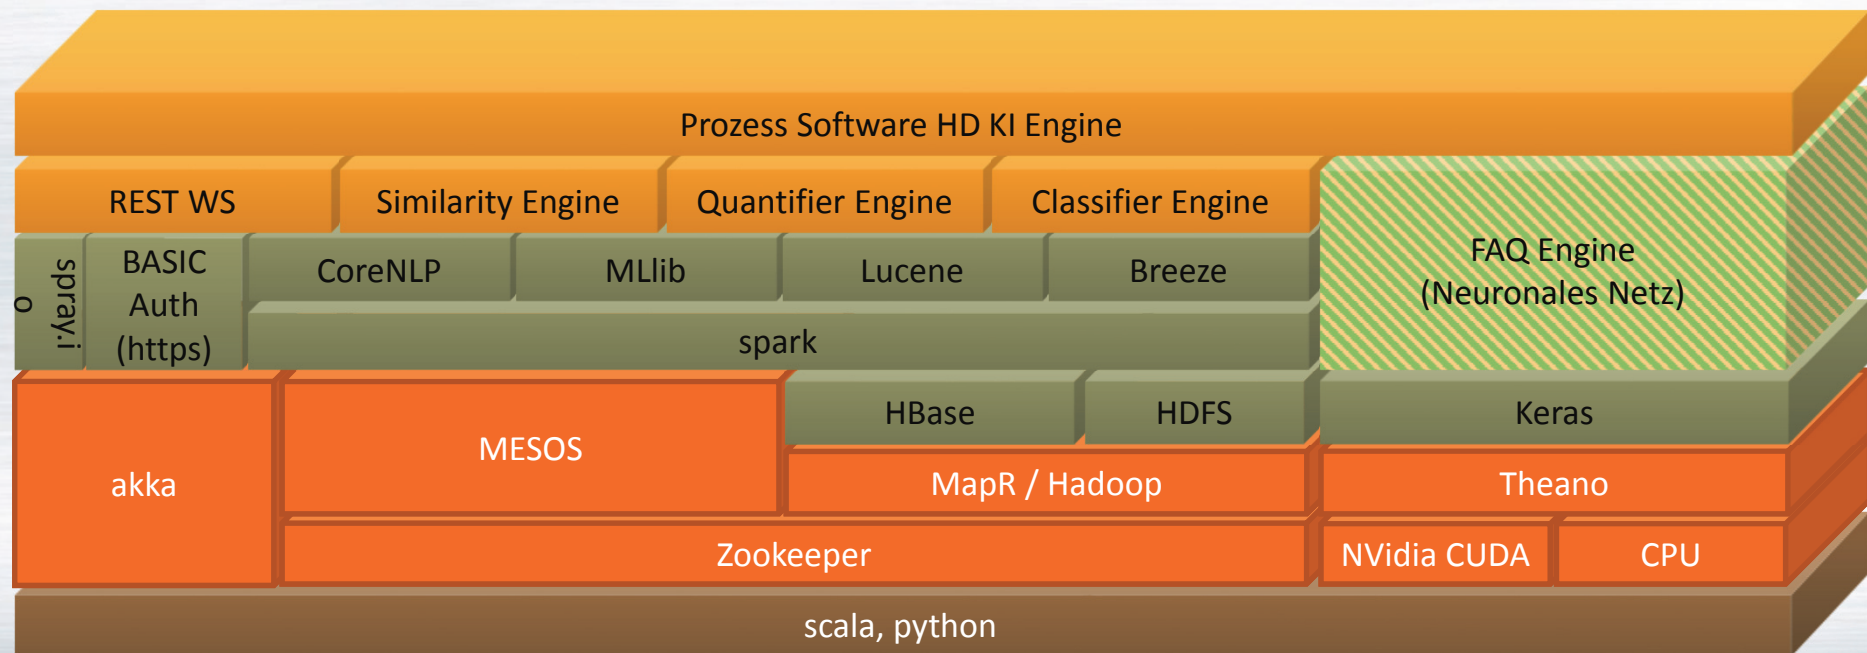 Prozess Software HD KI Engine
REST WS
Similarity Engine
Quantifier Engine
Classifier Engine
FAQ Engine
(Neuronales Netz)
spray.i
o
BASIC
Auth
(https)
CoreNLP
MLlib
Lucene
Breeze
spark
akka
MESOS
HBase
HDFS
Keras
MapR / Hadoop
Theano
Zookeeper
NVidia CUDA
CPU
scala, python